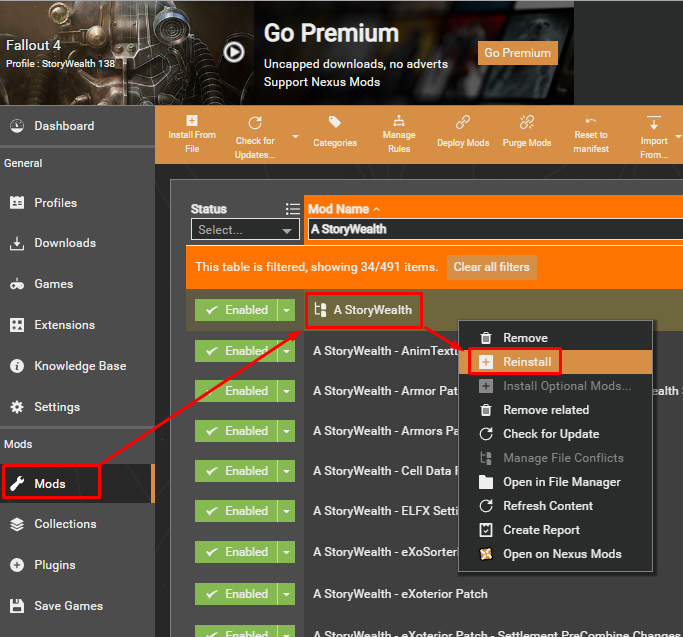 Fallout 4
Profile : StoryWealth 138
Go Premium
Uncapped downloads, no adverts
Support Nexus Mods
Go Premium
Dashboard
General
Profiles
Downloads
Games
Extensions
Knowledge Base
Settings
Mods
Mods
Collections
Plugins
Save Games
Install From
File
Check for
Updates...
Categories
Manage
Rules
Deploy Mods
Purge Mods
Reset to
manifest
Import
From...
Status
Mod Name
Select...
A StoryWealth
This table is filtered, showing 34/491 items.
Clear all filters
Enabled
A StoryWealth
Enabled
A StoryWealth - AnimTextu
Enabled
A StoryWealth - Armor Pat
ealth S
Enabled
A StoryWealth - Armors Pa
Enabled
A StoryWealth - Cell Data
Enabled
A StoryWealth - ELFX Setti
Enabled
A StoryWealth - eXoSorter
Enabled
A StoryWealth - eXoterior Patch
Enabled
A StoryWealth - eXoterior Patch - Settlement PreCombine Changes
Remove
Reinstall
Install Optional Mods...
Remove related
Check for Update
Manage File Conflicts
Open in File Manager
Refresh Content
Create Report
Open on Nexus Mods